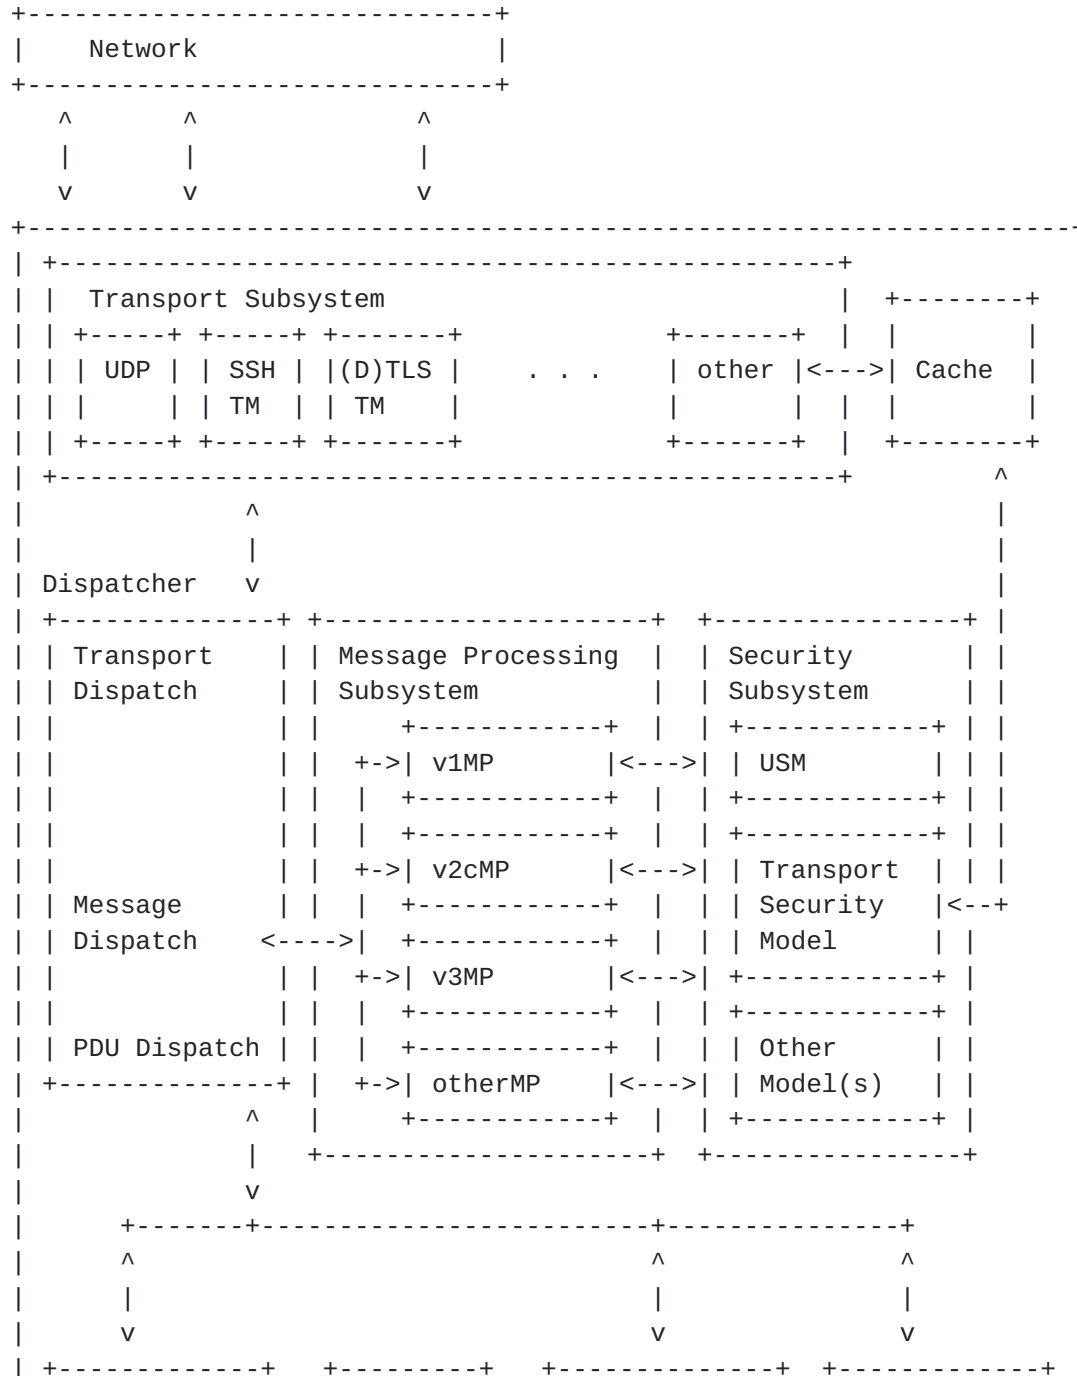 +------------------------------+
|    Network                   |
+------------------------------+
   ^       ^              ^
   |       |              |
   v       v              v
+-------------------------------------------------------------------+
| +--------------------------------------------------+
| |  Transport Subsystem                             |  +--------+
| | +-----+ +-----+ +-------+             +-------+  |  |        |
| | | UDP | | SSH | |(D)TLS |    . . .    | other |<--->| Cache  |
| | |     | | TM  | | TM    |             |       |  |  |        |
| | +-----+ +-----+ +-------+             +-------+  |  +--------+
| +--------------------------------------------------+         ^
|              ^                                               |
|              |                                               |
| Dispatcher   v                                               |
| +--------------+ +---------------------+  +----------------+ |
| | Transport    | | Message Processing  |  | Security       | |
| | Dispatch     | | Subsystem           |  | Subsystem      | |
| |              | |     +------------+  |  | +------------+ | |
| |              | |  +->| v1MP       |<--->| | USM        | | |
| |              | |  |  +------------+  |  | +------------+ | |
| |              | |  |  +------------+  |  | +------------+ | |
| |              | |  +->| v2cMP      |<--->| | Transport  | | |
| | Message      | |  |  +------------+  |  | | Security   |<--+
| | Dispatch    <---->|  +------------+  |  | | Model      | |
| |              | |  +->| v3MP       |<--->| +------------+ |
| |              | |  |  +------------+  |  | +------------+ |
| | PDU Dispatch | |  |  +------------+  |  | | Other      | |
| +--------------+ |  +->| otherMP    |<--->| | Model(s)   | |
|              ^   |     +------------+  |  | +------------+ |
|              |   +---------------------+  +----------------+
|              v
|      +-------+-------------------------+---------------+
|      ^                                 ^               ^
|      |                                 |               |
|      v                                 v               v
| +-------------+   +---------+   +--------------+  +-------------+